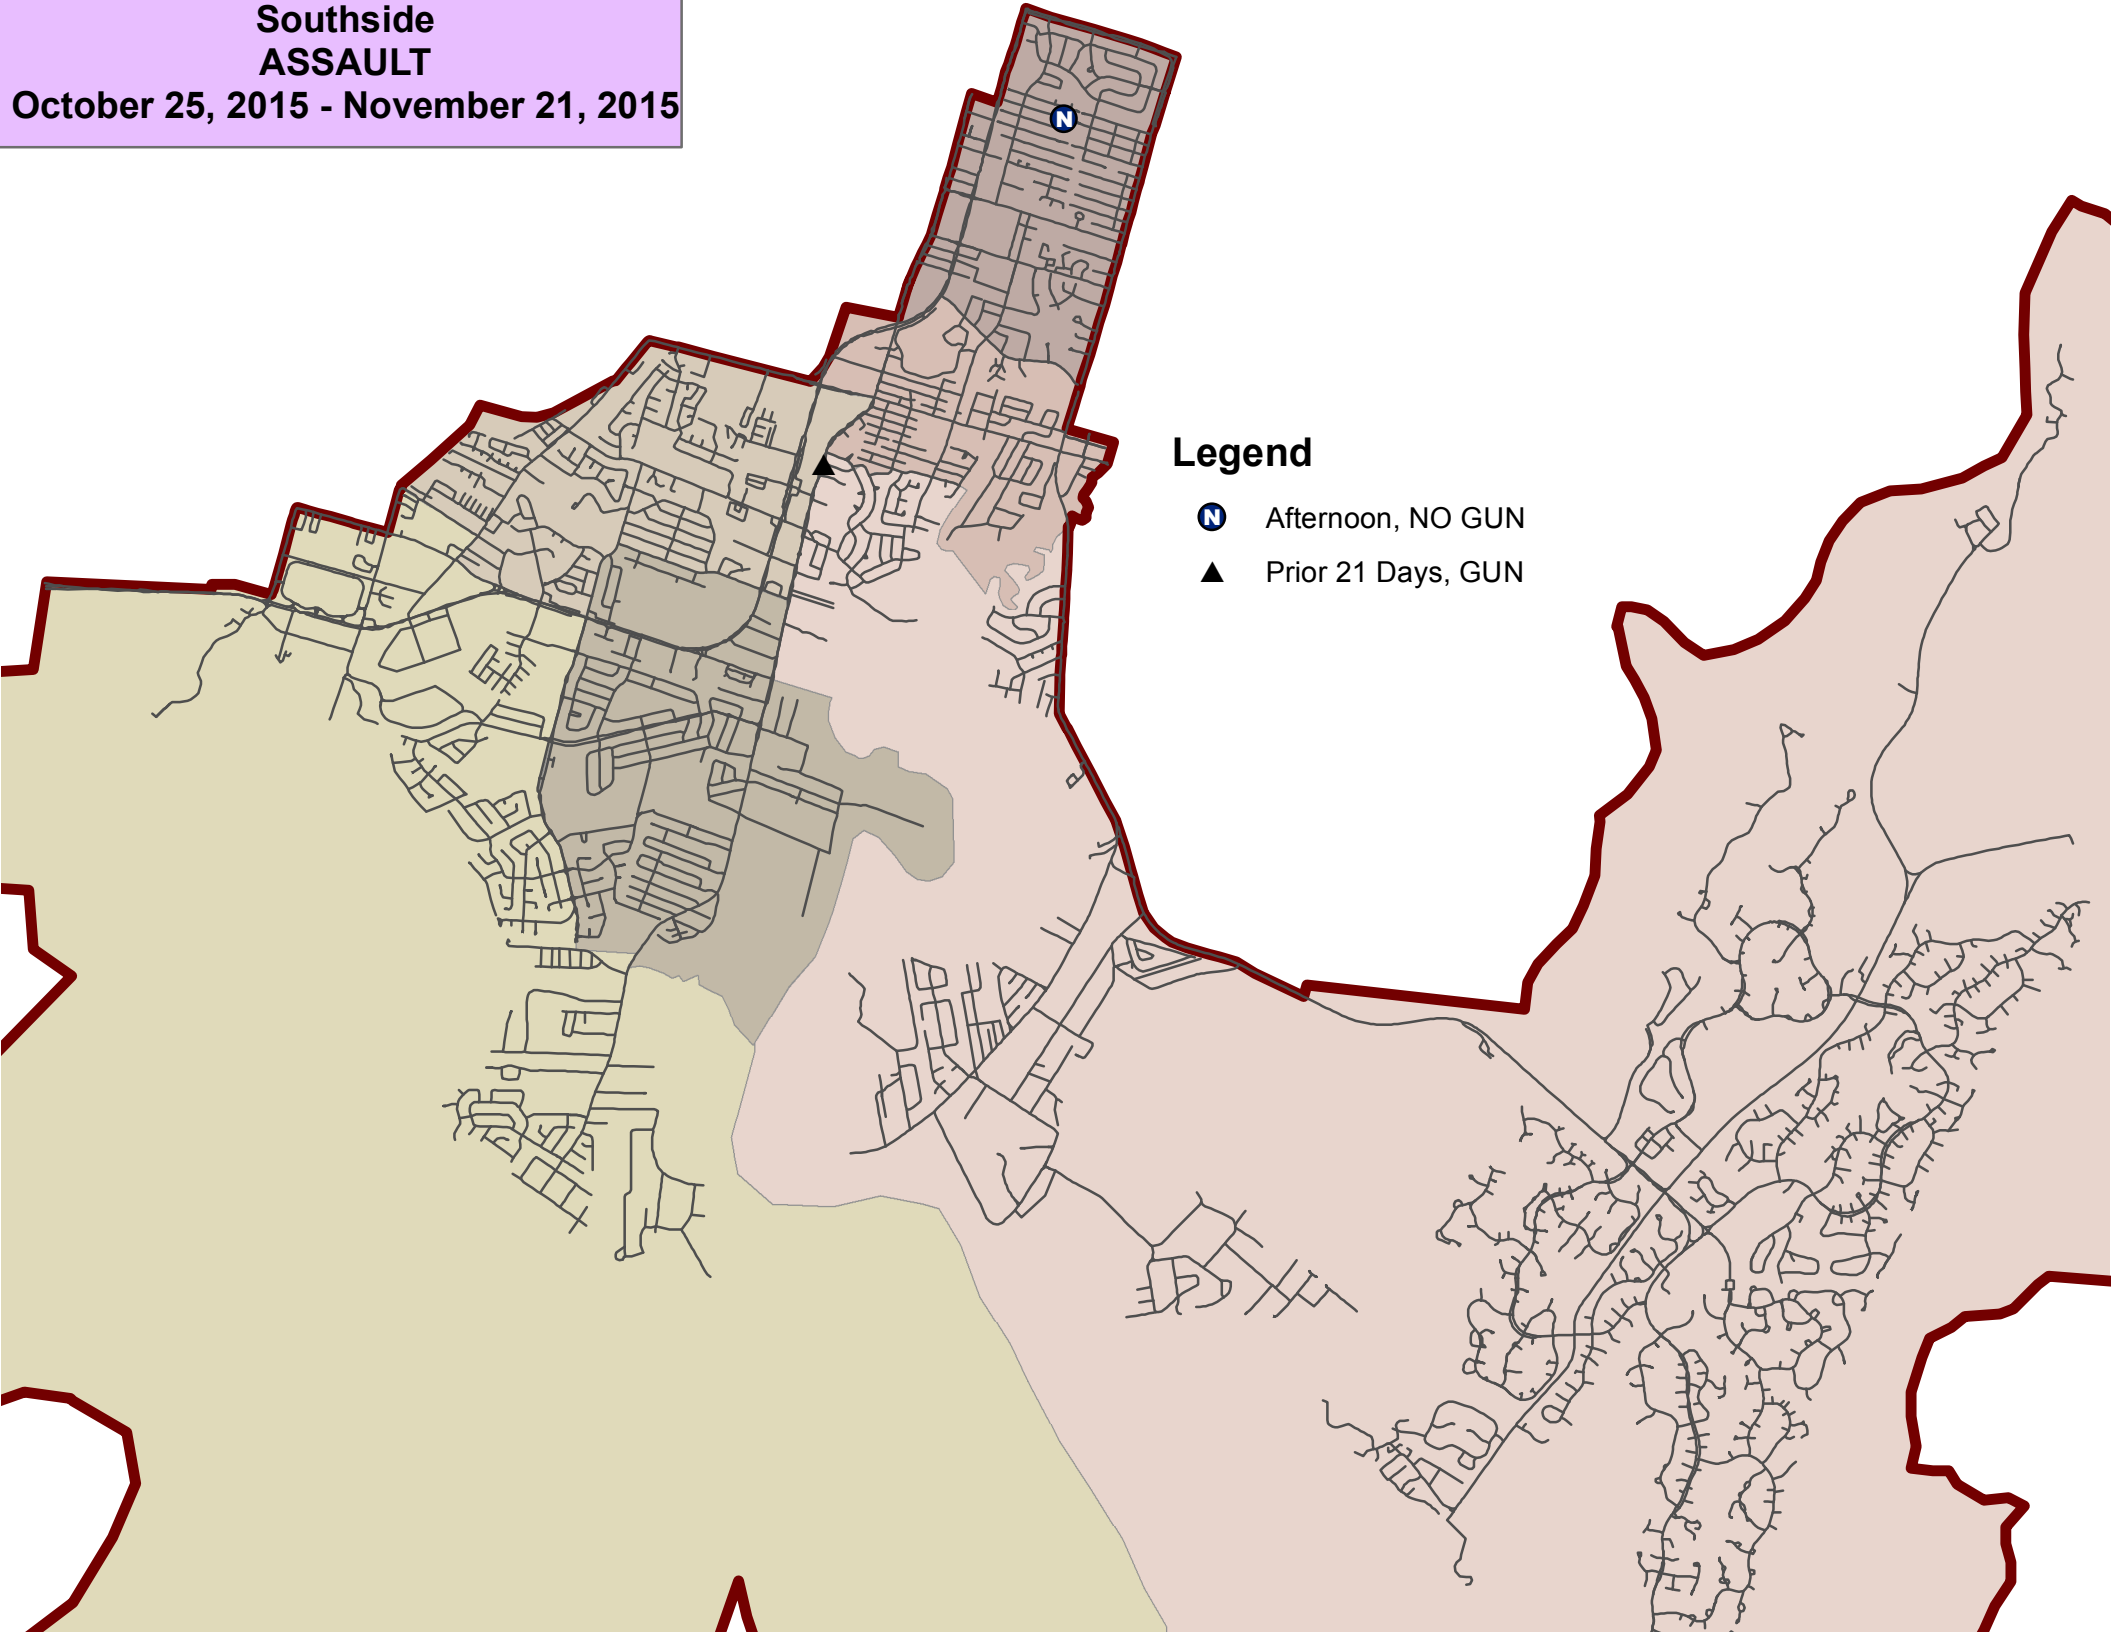 Southside
ASSAULT
October 25, 2015 - November 21, 2015
N
Legend
N Afternoon, NO GUN
Prior 21 Days, GUN